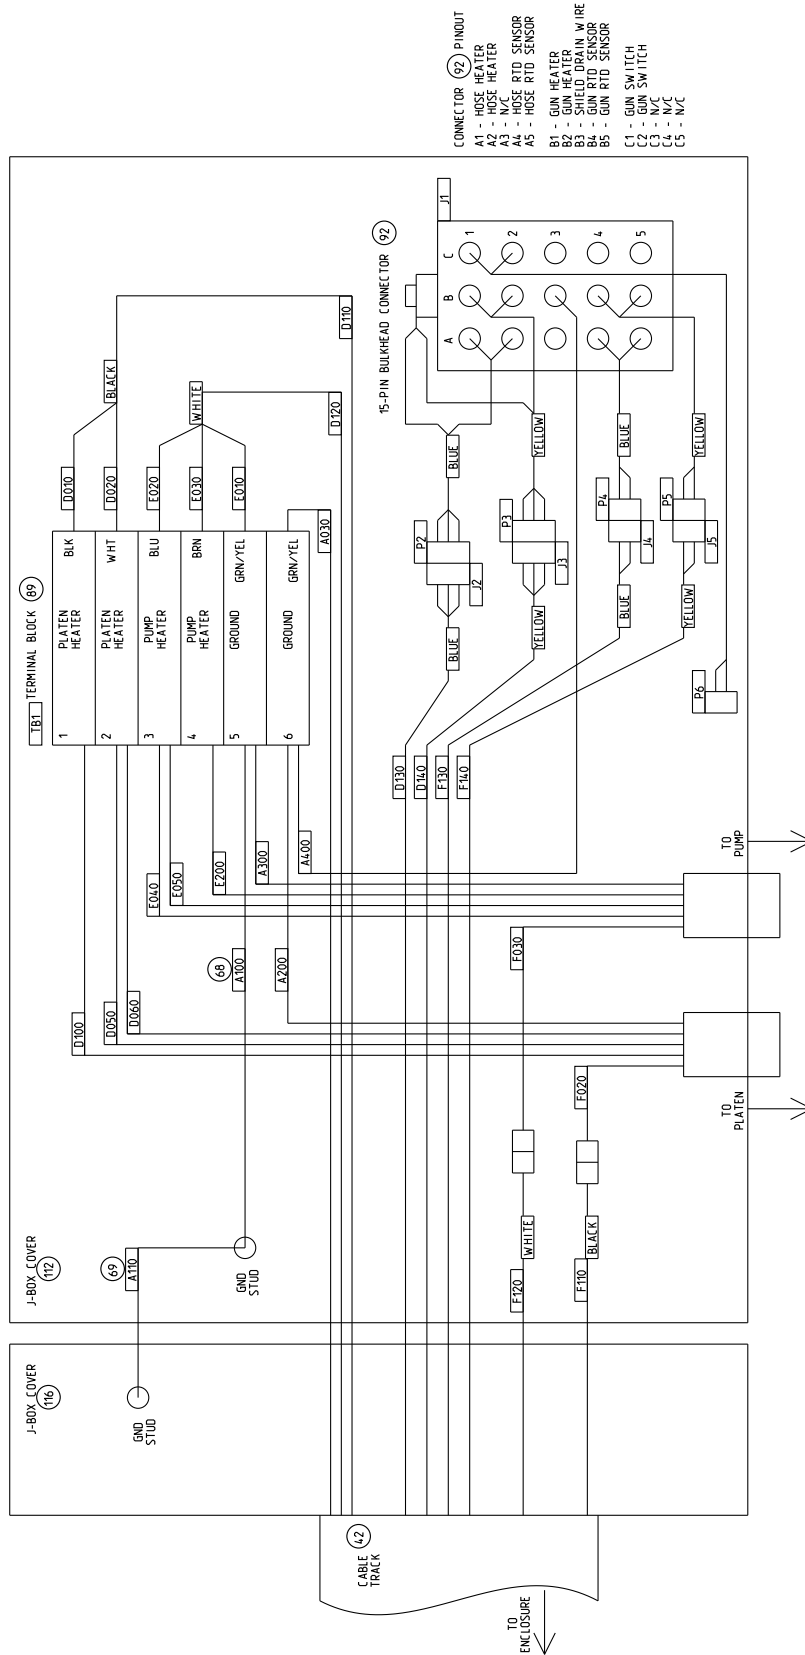 CONNECTOR 92 PINOUT
A1 - HOSE HEATER
A2 - HOSE HEATER
A3 - N/C
A4 - HOSE RTD SENSOR
A5 - HOSE RTD SENSOR
B1 - GUN HEATER
B2 - GUN HEATER
B3 - SHIELD DRAIN WIRE
B4 - GUN RTD SENSOR
B5 - GUN RTD SENSOR
C1 - GUN SWITCH
C2 - GUN SWITCH
C3 - N/C
C4 - N/C
C5 - N/C
J-BOX COVER
116
GND
STUD
CABLE
TRACK
42
TO
ENCLOSURE
J-BOX COVER
112
69
A110
GND
STUD
TB1
TERMINAL BLOCK 89
1
PLATEN
HEATER
BLK
2
PLATEN
HEATER
WHT
3
PUMP
HEATER
BLU
4
PUMP
HEATER
BRN
5
GROUND
GRN/YEL
6
GROUND
GRN/YEL
D010
D020
BLACK
D110
E020
E030
E010
WHITE
D120
A030
D100
D050
D060
E040
E050
E200
A300
A400
68
A100
A200
15-PIN BULKHEAD CONNECTOR 92
J1
A
B
C
1
2
3
4
5
D130
D140
F130
F140
BLUE
P2
J2
BLUE
YELLOW
P3
J3
YELLOW
BLUE
P4
J4
BLUE
YELLOW
P5
J5
YELLOW
P6
F120
WHITE
F030
F110
BLACK
F020
TO
PLATEN
TO
PUMP